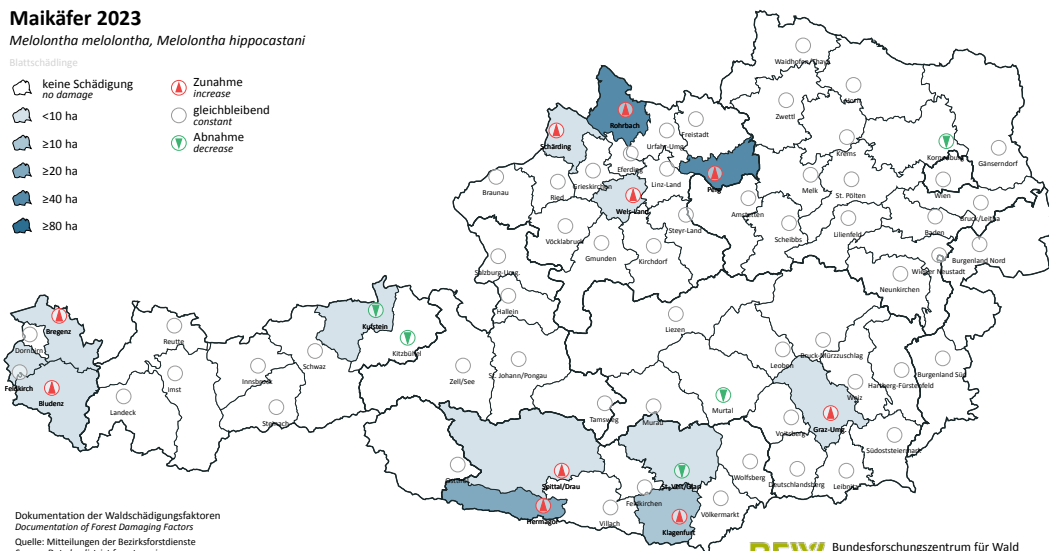 Maikäfer 2023
Melolontha melolontha, Melolontha hippocastani
Blattschädlinge
keine Schädigung
no damage
<10 ha
≥10 ha
≥20 ha
≥40 ha
≥80 ha
Zunahme
increase
gleichbleibend
constant
Abnahme
decrease
Waidhofen/Thaya
Horn
Zwettl
Rohrbach
Freistadt
Schärding
Urfahr-Umg.
Krems
Korneuburg
Gänserndorf
Eferding
Grieskirchen
Linz-Land
Perg
Melk
St. Pölten
Wien
Braunau
Ried
Wels-Land
Amstetten
Bruck/Leitha
Steyr-Land
Scheibbs
Lilienfeld
Baden
Vöcklabruck
Gmunden
Kirchdorf
Burgenland Nord
Salzburg-Umg.
Wiener Neustadt
Neunkirchen
Hallein
Liezen
Bregenz
Kufstein
Reutte
Dornbirn
Kitzbühel
Bruck-Mürzzuschlag
Schwaz
Leoben
Feldkirch
Innsbruck
Zell/See
St. Johann/Pongau
Burgenland Süd
Imst
Hartberg-Fürstenfeld
Bludenz
Landeck
Weiz
Steinach
Tamsweg
Murau
Murtal
Voitsberg
Graz-Umg.
Südoststeiermark
Osttirol
Spittal/Drau
St. Veit/Glan
Wolfsberg
Deutschlandsberg
Leibnitz
Feldkirchen
Hermagor
Villach
Klagenfurt
Völkermarkt
Dokumentation der Waldschädigungsfaktoren
Documentation of Forest Damaging Factors
Quelle: Mitteilungen der Bezirksforstdienste
BFW Bundesforschungszentrum für Wald